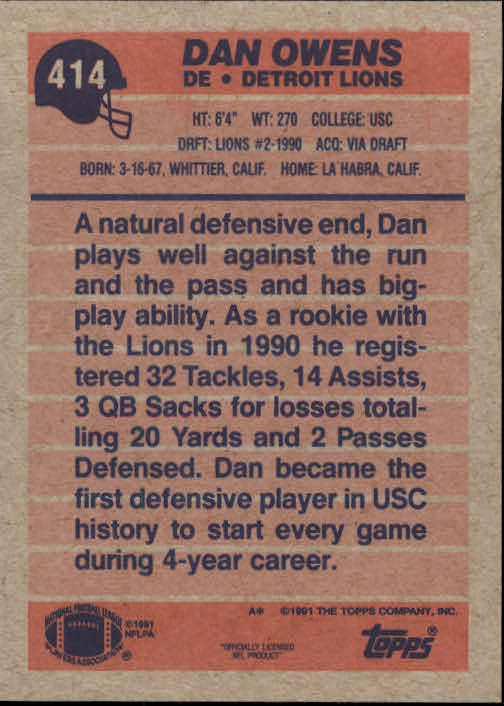 414
DAN OWENS
DE • DETROIT LIONS
HT: 6'4" WT: 270 COLLEGE: USC
DRFT: LIONS #2-1990 ACQ: VIA DRAFT
BORN: 3-16-67, WHITTIER, CALIF. HOME: LA HABRA, CALIF.
A natural defensive end, Dan
plays well against the run
and the pass and has big-
play ability. As a rookie with
the Lions in 1990 he regis-
tered 32 Tackles, 14 Assists,
3 QB Sacks for losses total-
ling 20 Yards and 2 Passes
Defensed. Dan became the
first defensive player in USC
history to start every game
during 4-year career.
A* ©1991 THE TOPPS COMPANY, INC.
NATIONAL FOOTBALL LEAGUE
PLAYERS ASSOCIATION ®
©1991
NFLPA
"OFFICIALLY LICENSED
NFL PRODUCT"
topps®